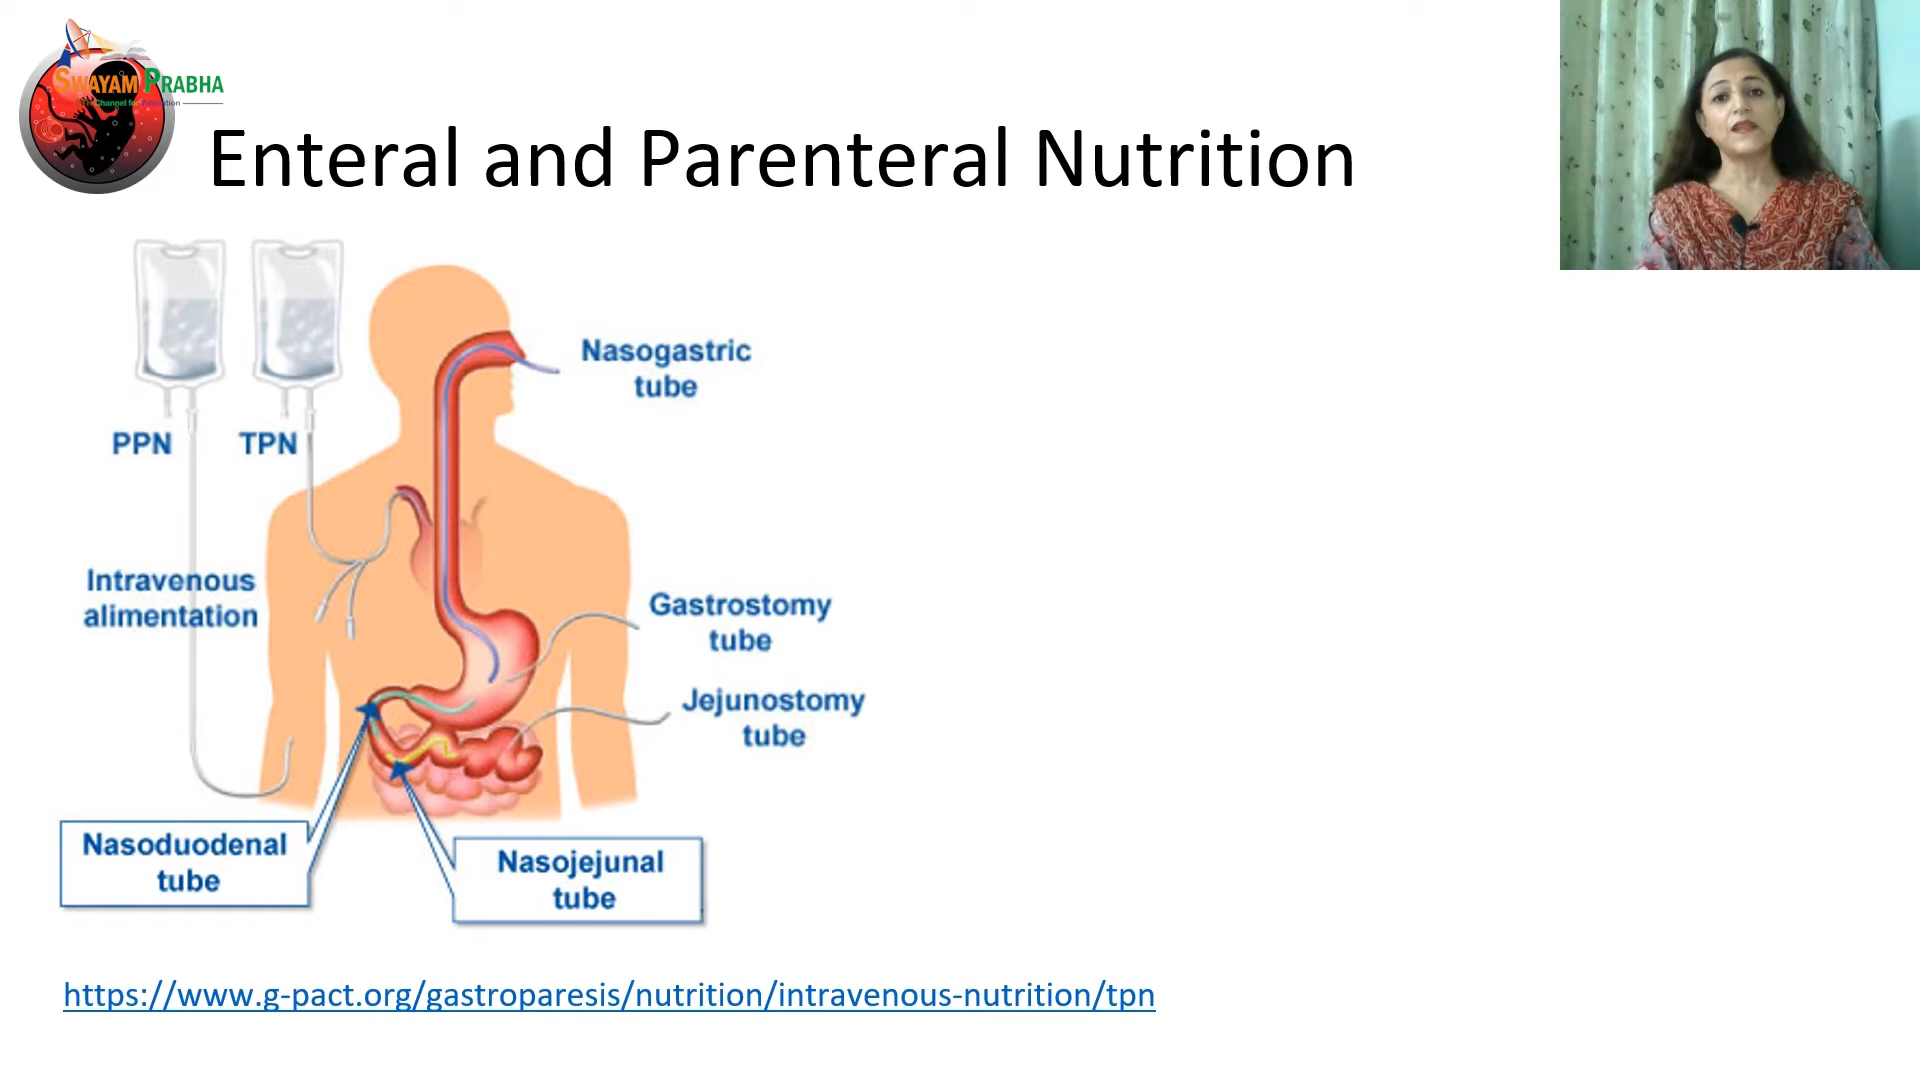 SWAYAM PRABHA
Enteral and Parenteral Nutrition
Nasogastric
tube
PPN
TPN
Intravenous
alimentation
Gastrostomy
tube
Jejunostomy
tube
Nasoduodenal
tube
Nasojejunal
tube
https://www.g-pact.org/gastroparesis/nutrition/intravenous-nutrition/tpn